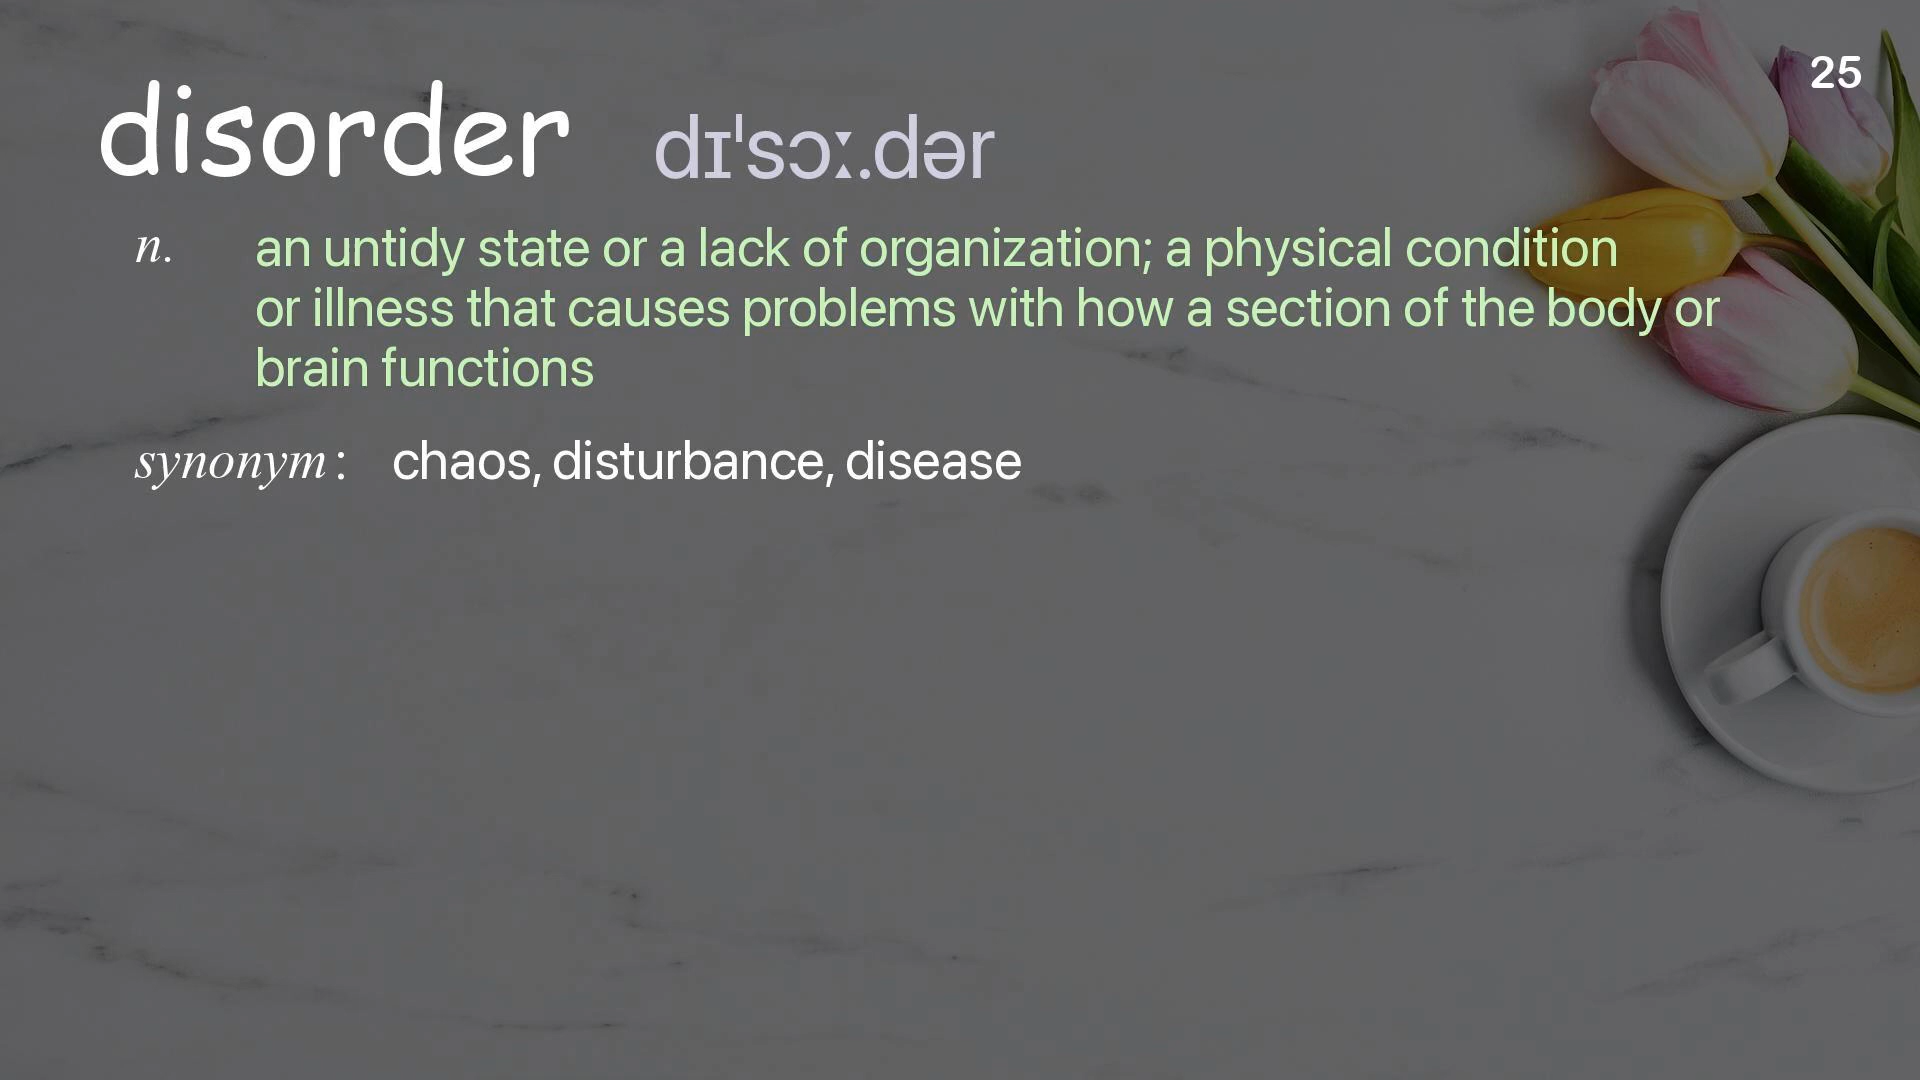 25
disorder dɪˈsɔː.dər
n. an untidy state or a lack of organization; a physical condition
or illness that causes problems with how a section of the body or
brain functions
synonym: chaos, disturbance, disease